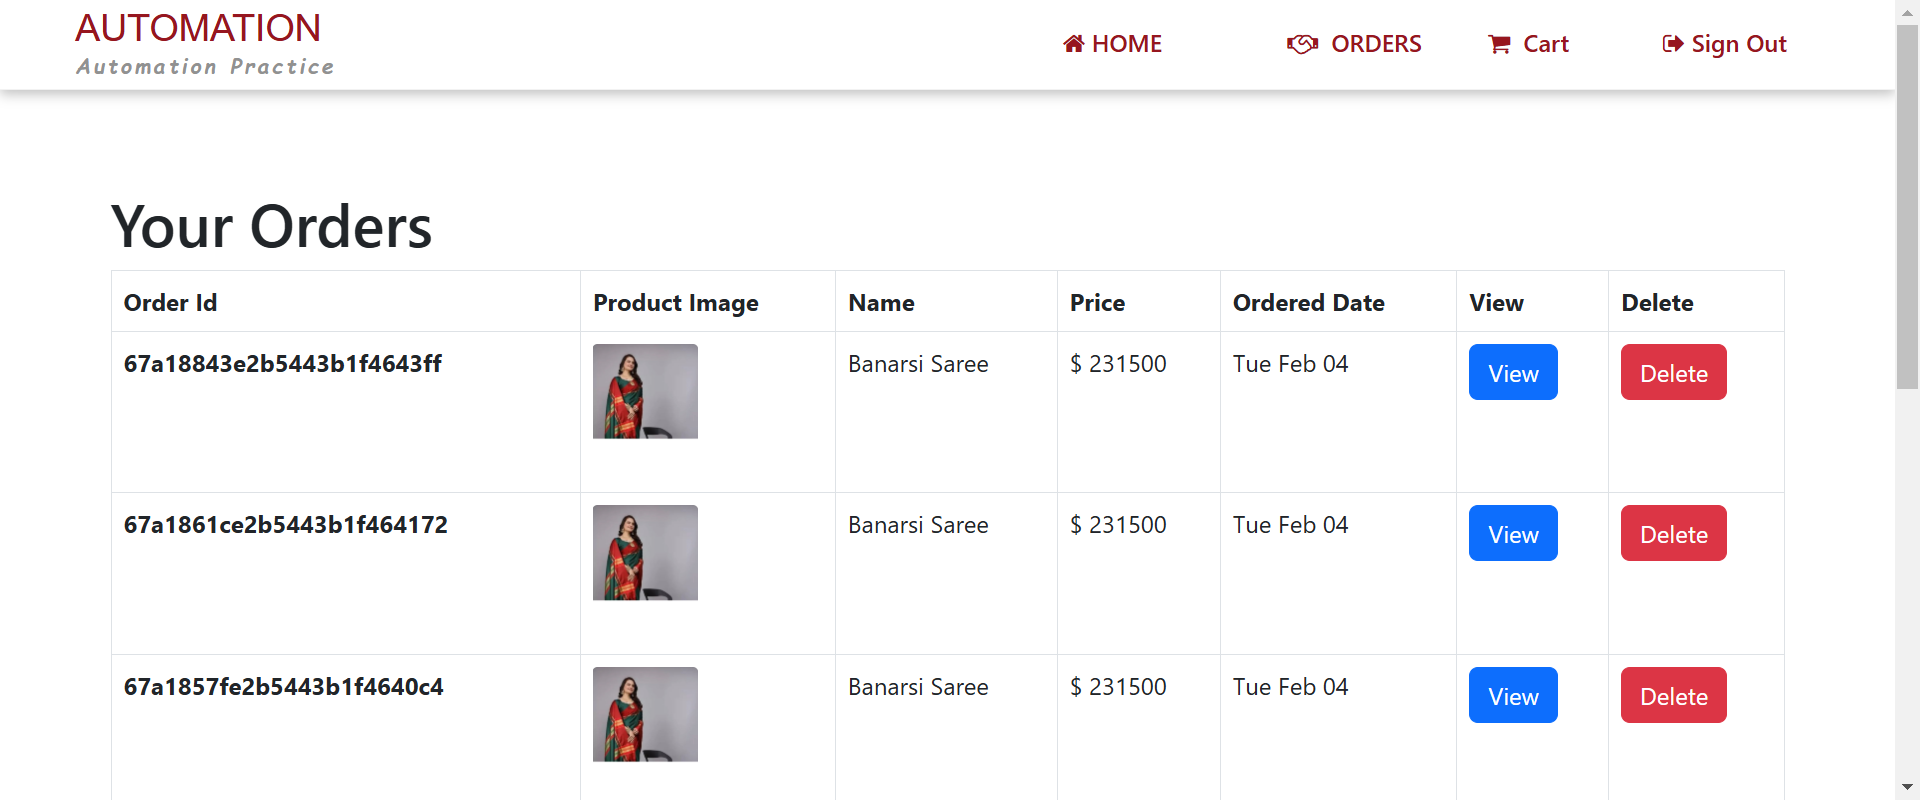 AUTOMATION
Automation Practice
HOME ORDERS Cart Sign Out
Your Orders
Order Id Product Image Name Price Ordered Date View Delete
67a18843e2b5443b1f4643ff Banarsi Saree $ 231500 Tue Feb 04 View Delete
67a1861ce2b5443b1f464172 Banarsi Saree $ 231500 Tue Feb 04 View Delete
67a1857fe2b5443b1f4640c4 Banarsi Saree $ 231500 Tue Feb 04 View Delete